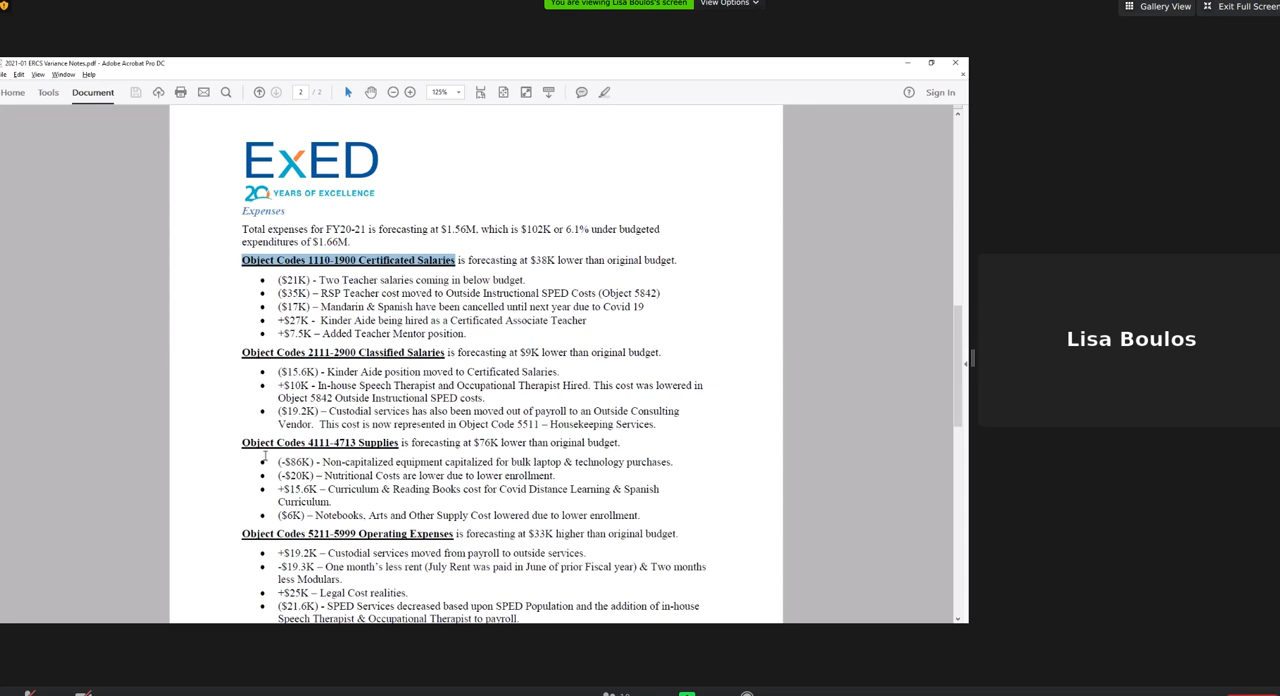 You are viewing Lisa Boulos's screen View Options
Gallery View Exit Full Screen
2021-01 ERCS Variance Notes.pdf - Adobe Acrobat Pro DC
ile Edit View Window Help
Home Tools Document 2 / 2 125% Sign In
ExED
20 YEARS OF EXCELLENCE
Expenses
Total expenses for FY20-21 is forecasting at $1.56M, which is $102K or 6.1% under budgeted
expenditures of $1.66M.
Object Codes 1110-1900 Certificated Salaries is forecasting at $38K lower than original budget.
• ($21K) - Two Teacher salaries coming in below budget.
• ($35K) – RSP Teacher cost moved to Outside Instructional SPED Costs (Object 5842)
• ($17K) – Mandarin & Spanish have been cancelled until next year due to Covid 19
• +$27K - Kinder Aide being hired as a Certificated Associate Teacher
• +$7.5K – Added Teacher Mentor position.
Object Codes 2111-2900 Classified Salaries is forecasting at $9K lower than original budget.
• ($15.6K) - Kinder Aide position moved to Certificated Salaries.
• +$10K - In-house Speech Therapist and Occupational Therapist Hired. This cost was lowered in
Object 5842 Outside Instructional SPED costs.
• ($19.2K) – Custodial services has also been moved out of payroll to an Outside Consulting
Vendor. This cost is now represented in Object Code 5511 – Housekeeping Services.
Object Codes 4111-4713 Supplies is forecasting at $76K lower than original budget.
• (-$86K) - Non-capitalized equipment capitalized for bulk laptop & technology purchases.
• (-$20K) – Nutritional Costs are lower due to lower enrollment.
• +$15.6K – Curriculum & Reading Books cost for Covid Distance Learning & Spanish
Curriculum.
• ($6K) – Notebooks, Arts and Other Supply Cost lowered due to lower enrollment.
Object Codes 5211-5999 Operating Expenses is forecasting at $33K higher than original budget.
• +$19.2K – Custodial services moved from payroll to outside services.
• -$19.3K – One month's less rent (July Rent was paid in June of prior Fiscal year) & Two months
less Modulars.
• +$25K – Legal Cost realities.
• ($21.6K) - SPED Services decreased based upon SPED Population and the addition of in-house
Speech Therapist & Occupational Therapist to payroll.
Lisa Boulos